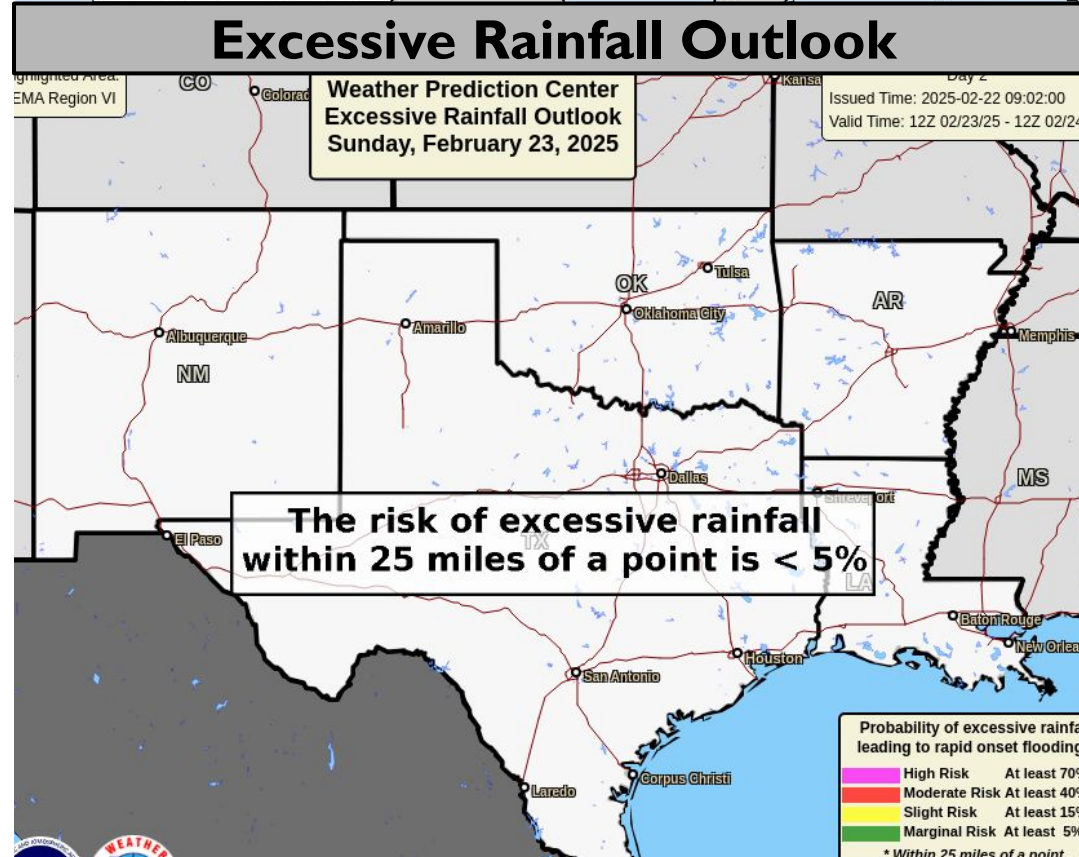 Excessive Rainfall Outlook
EMA Region VI
Weather Prediction Center
Excessive Rainfall Outlook
Sunday, February 23, 2025
Day 2
Issued Time: 2025-02-22 09:02:00
Valid Time: 12Z 02/23/25 - 12Z 02/24
CO
Colorad
Kansa
Tulsa
OK
Oklahoma City
AR
Amarillo
Albuquerque
Memphis
NM
Dallas
MS
Shreveport
The risk of excessive rainfall
within 25 miles of a point is < 5%
El Paso
TX
LA
Baton Rouge
New Orlea
Houston
San Antonio
Corpus Christi
Laredo
Probability of excessive rainfa
leading to rapid onset flooding
High Risk At least 70%
Moderate Risk At least 40%
Slight Risk At least 15%
Marginal Risk At least 5%
* Within 25 miles of a point
WEATHER